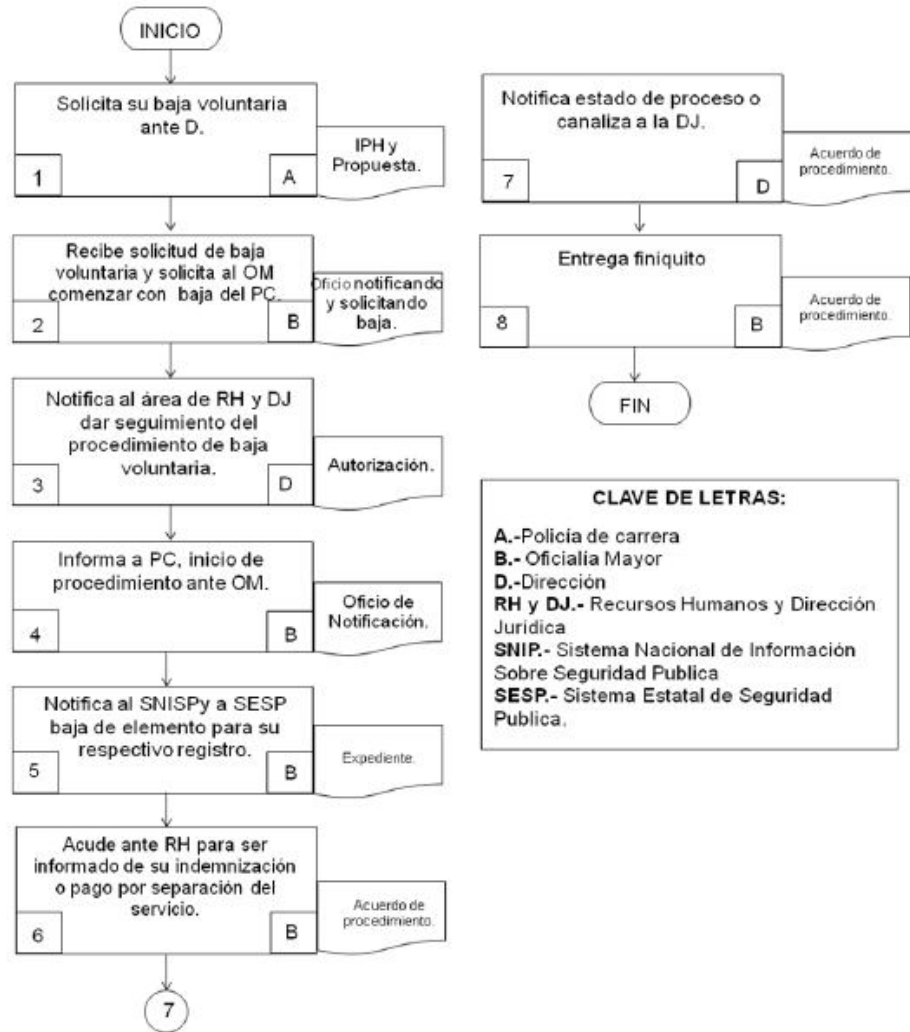 INICIO
Solicita su baja voluntaria
ante D.
1
A
IPH y
Propuesta.
Recibe solicitud de baja
voluntaria y solicita al OM
comenzar con baja del PC.
2
B
Oficio notificando
y solicitando
baja.
Notifica al área de RH y DJ
dar seguimiento del
procedimiento de baja
voluntaria.
3
D
Autorización.
Informa a PC, inicio de
procedimiento ante OM.
4
B
Oficio de
Notificación.
Notifica al SNISPy a SESP
baja de elemento para su
respectivo registro.
5
B
Expediente.
Acude ante RH para ser
informado de su indemnización
o pago por separación del
servicio.
6
B
Acuerdo de
procedimiento.
7
Notifica estado de proceso o
canaliza a la DJ.
7
D
Acuerdo de
procedimiento.
Entrega finiquito
8
B
Acuerdo de
procedimiento.
FIN
CLAVE DE LETRAS:
A.-Policía de carrera
B.- Oficialía Mayor
D.-Dirección
RH y DJ.- Recursos Humanos y Dirección
Jurídica
SNIP.- Sistema Nacional de Información
Sobre Seguridad Publica
SESP.- Sistema Estatal de Seguridad
Publica.